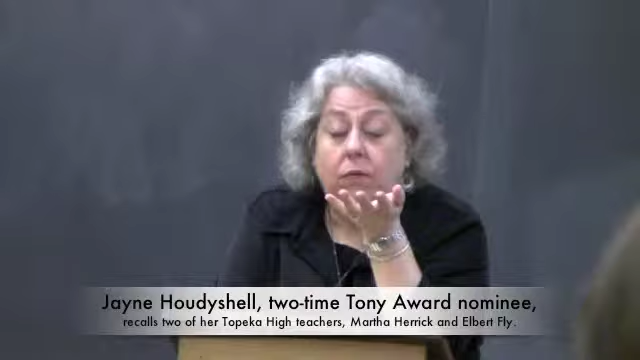 Jayne Houdyshell, two-time Tony Award nominee,
recalls two of her Topeka High teachers, Martha Herrick and Elbert Fly.